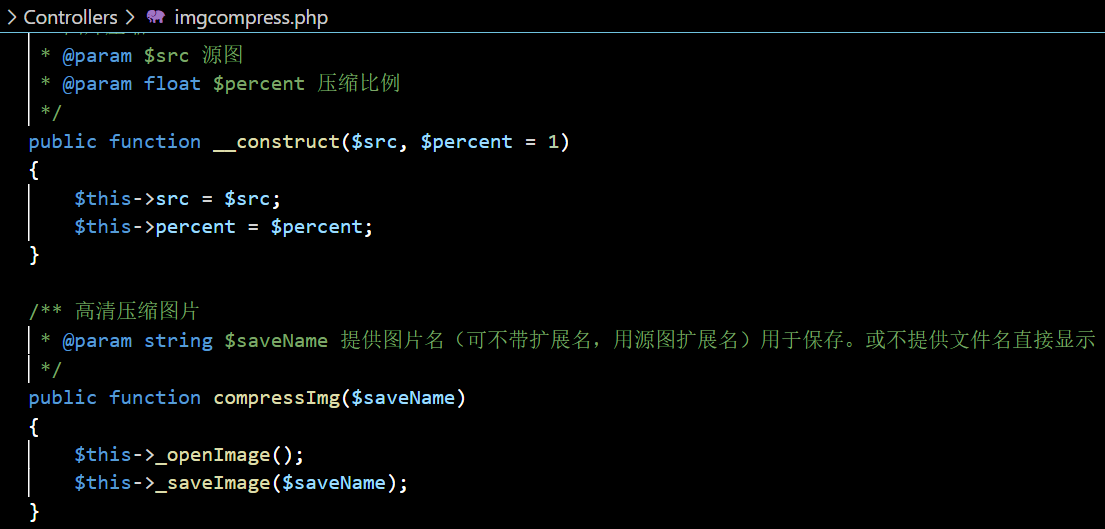 Controllers > imgcompress.php
* @param $src 源图
* @param float $percent 压缩比例
*/
public function __construct($src, $percent = 1)
{
$this->src = $src;
$this->percent = $percent;
}
/** 高清压缩图片
* @param string $saveName 提供图片名（可不带扩展名，用源图扩展名）用于保存。或不提供文件名直接显示
*/
public function compressImg($saveName)
{
$this->_openImage();
$this->_saveImage($saveName);
}